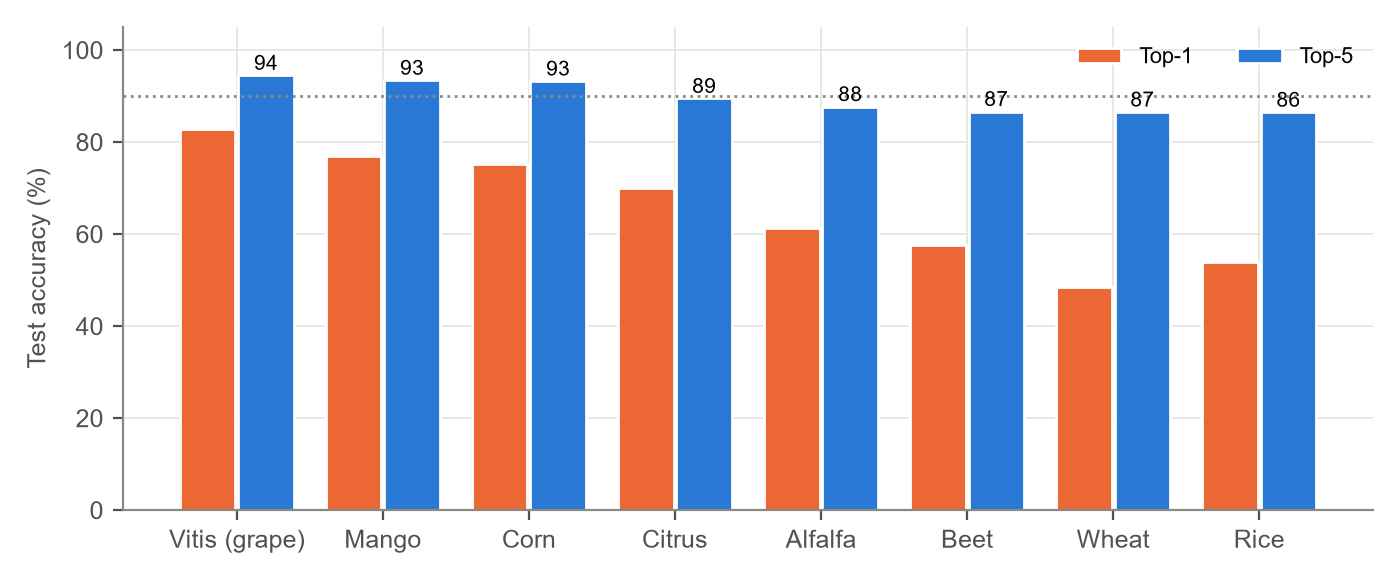 Test accuracy (%)
100
80
60
40
20
0
Top-1 Top-5
94 93 93 89 88 87 87 86
Vitis (grape) Mango Corn Citrus Alfalfa Beet Wheat Rice